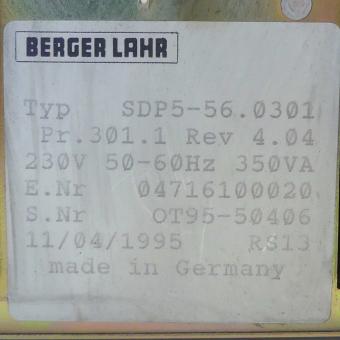 BERGER LAHR
Typ SDP5-56.0301
Pr.301.1 Rev 4.04
230V 50-60Hz 350VA
E.Nr 04716100020
S.Nr OT95-50406
11/04/1995 RS13
made in Germany